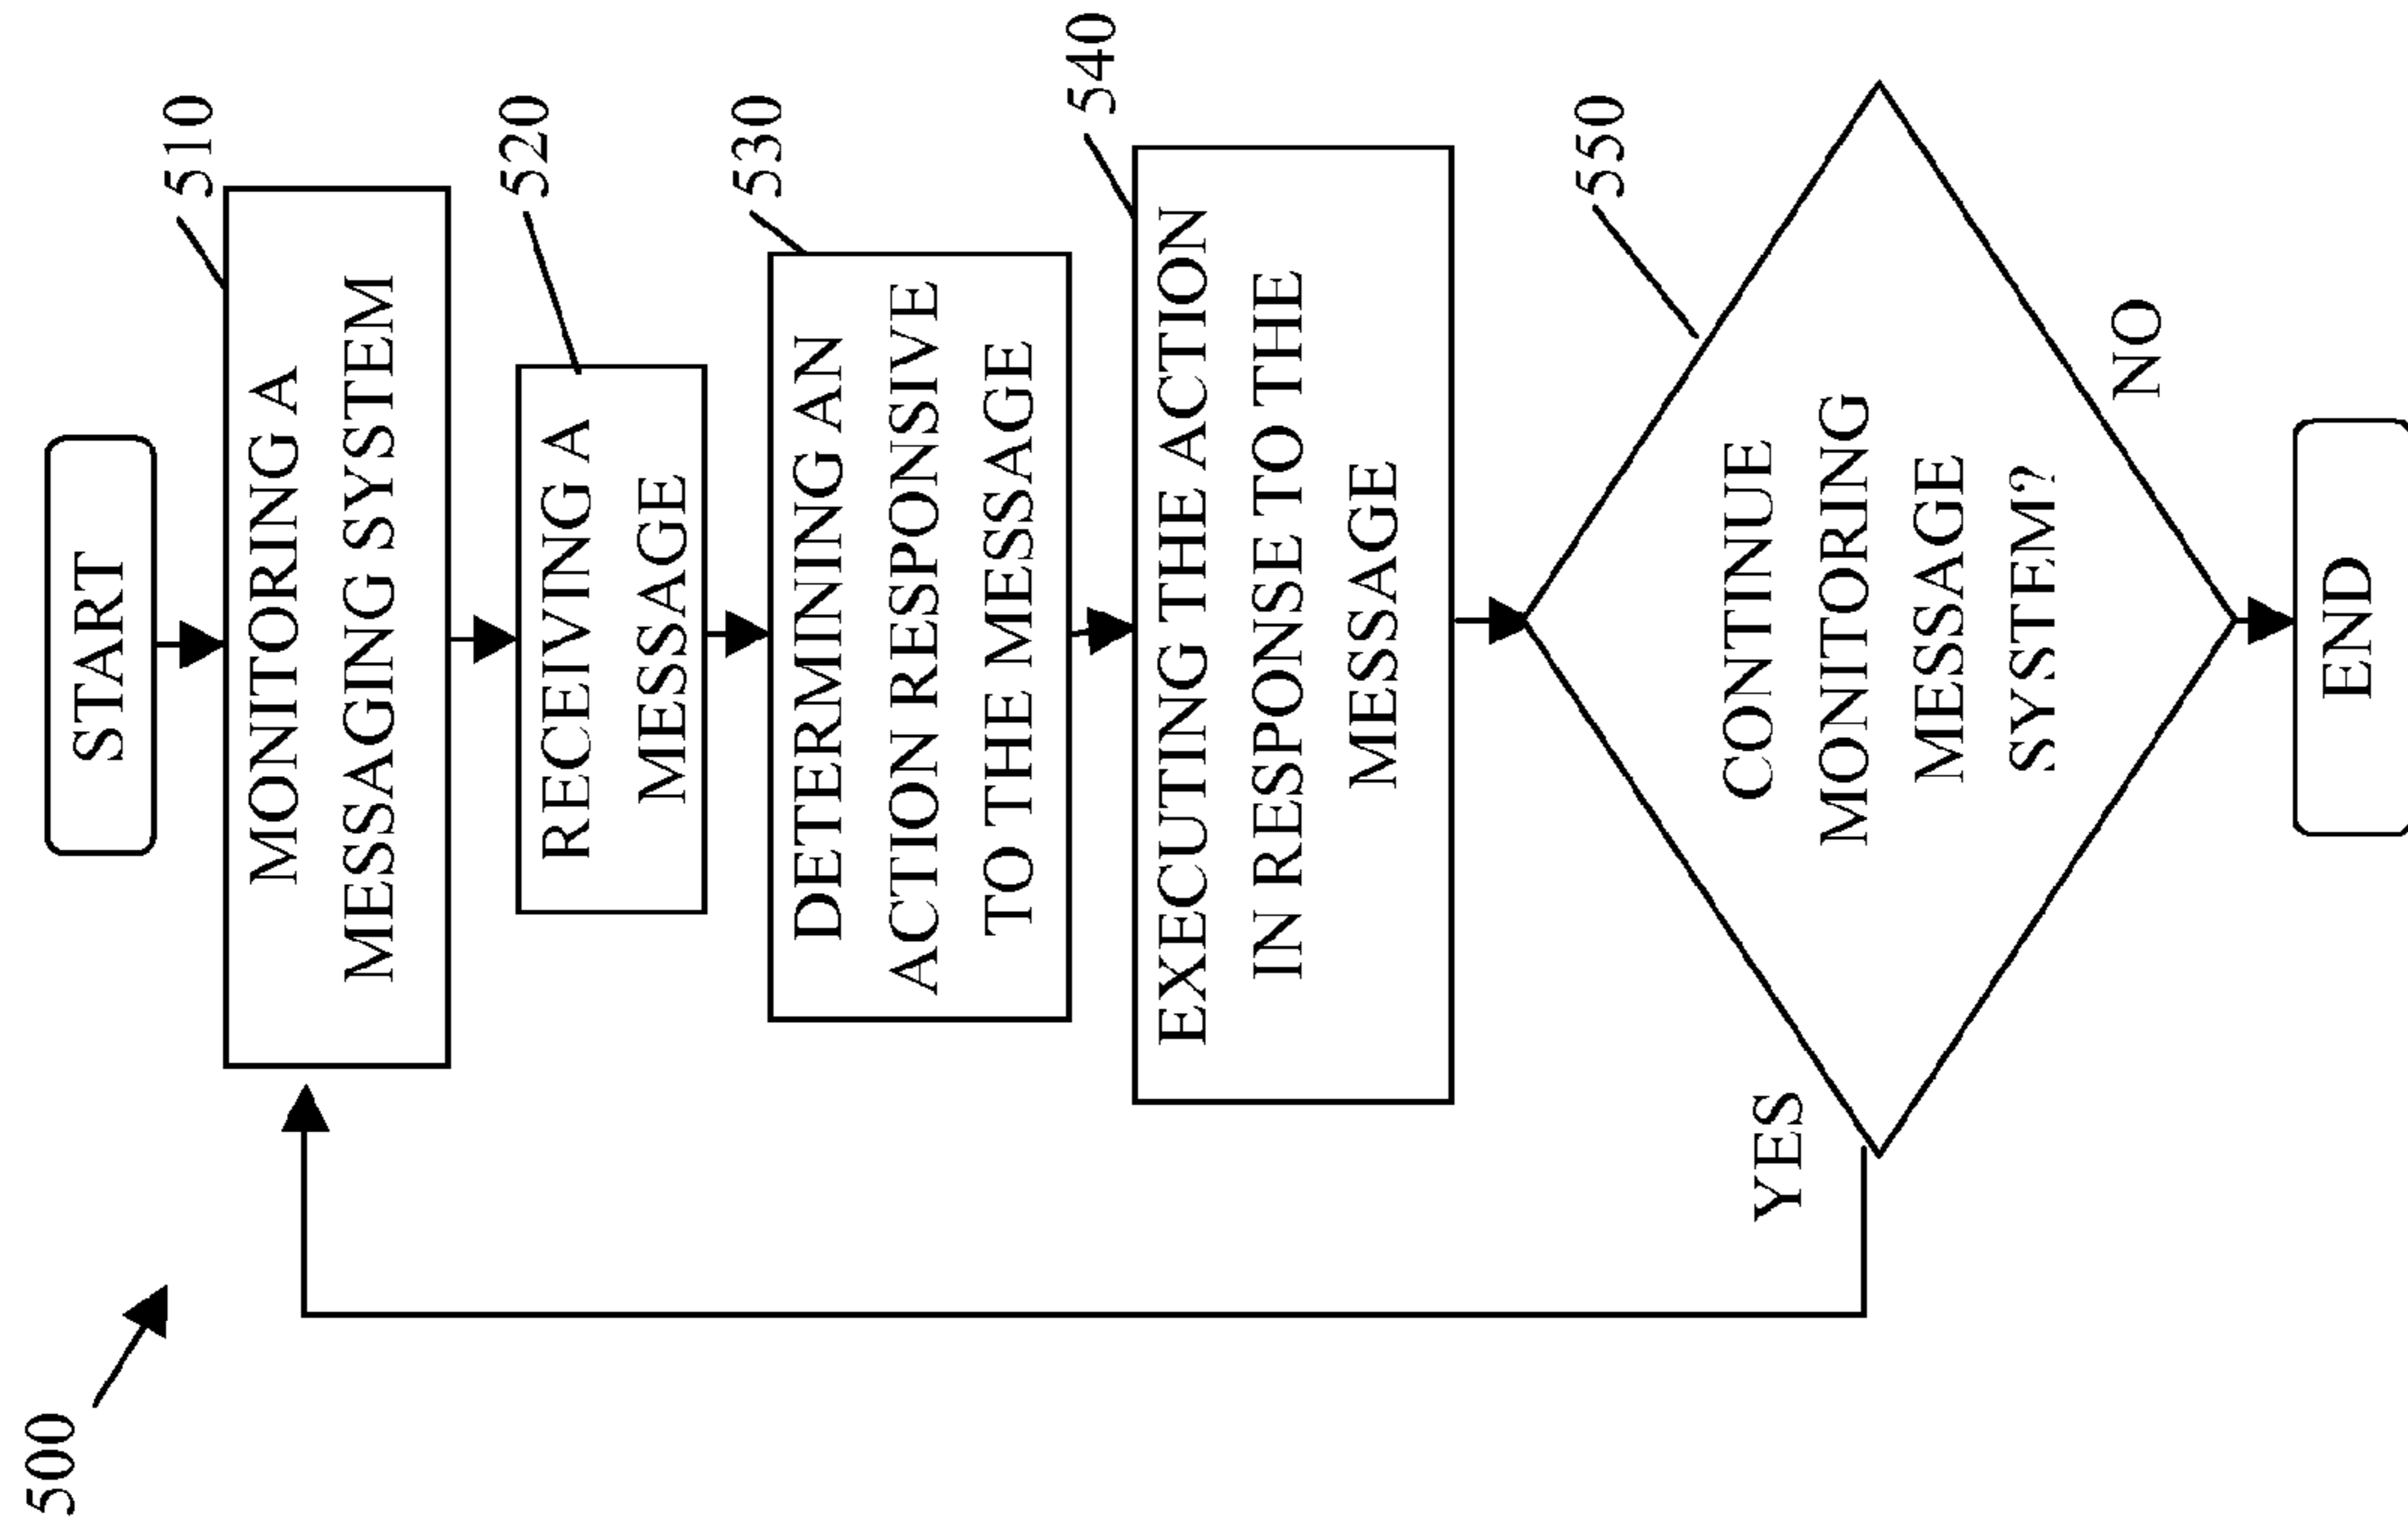 500
START
510
MONITORING A
MESSAGING SYSTEM
520
RECEIVING A
MESSAGE
530
DETERMINING AN
ACTION RESPONSIVE
TO THE MESSAGE
540
EXECUTING THE ACTION
IN RESPONSE TO THE
MESSAGE
550
CONTINUE
MONITORING
MESSAGE
SYSTEM?
YES
NO
END